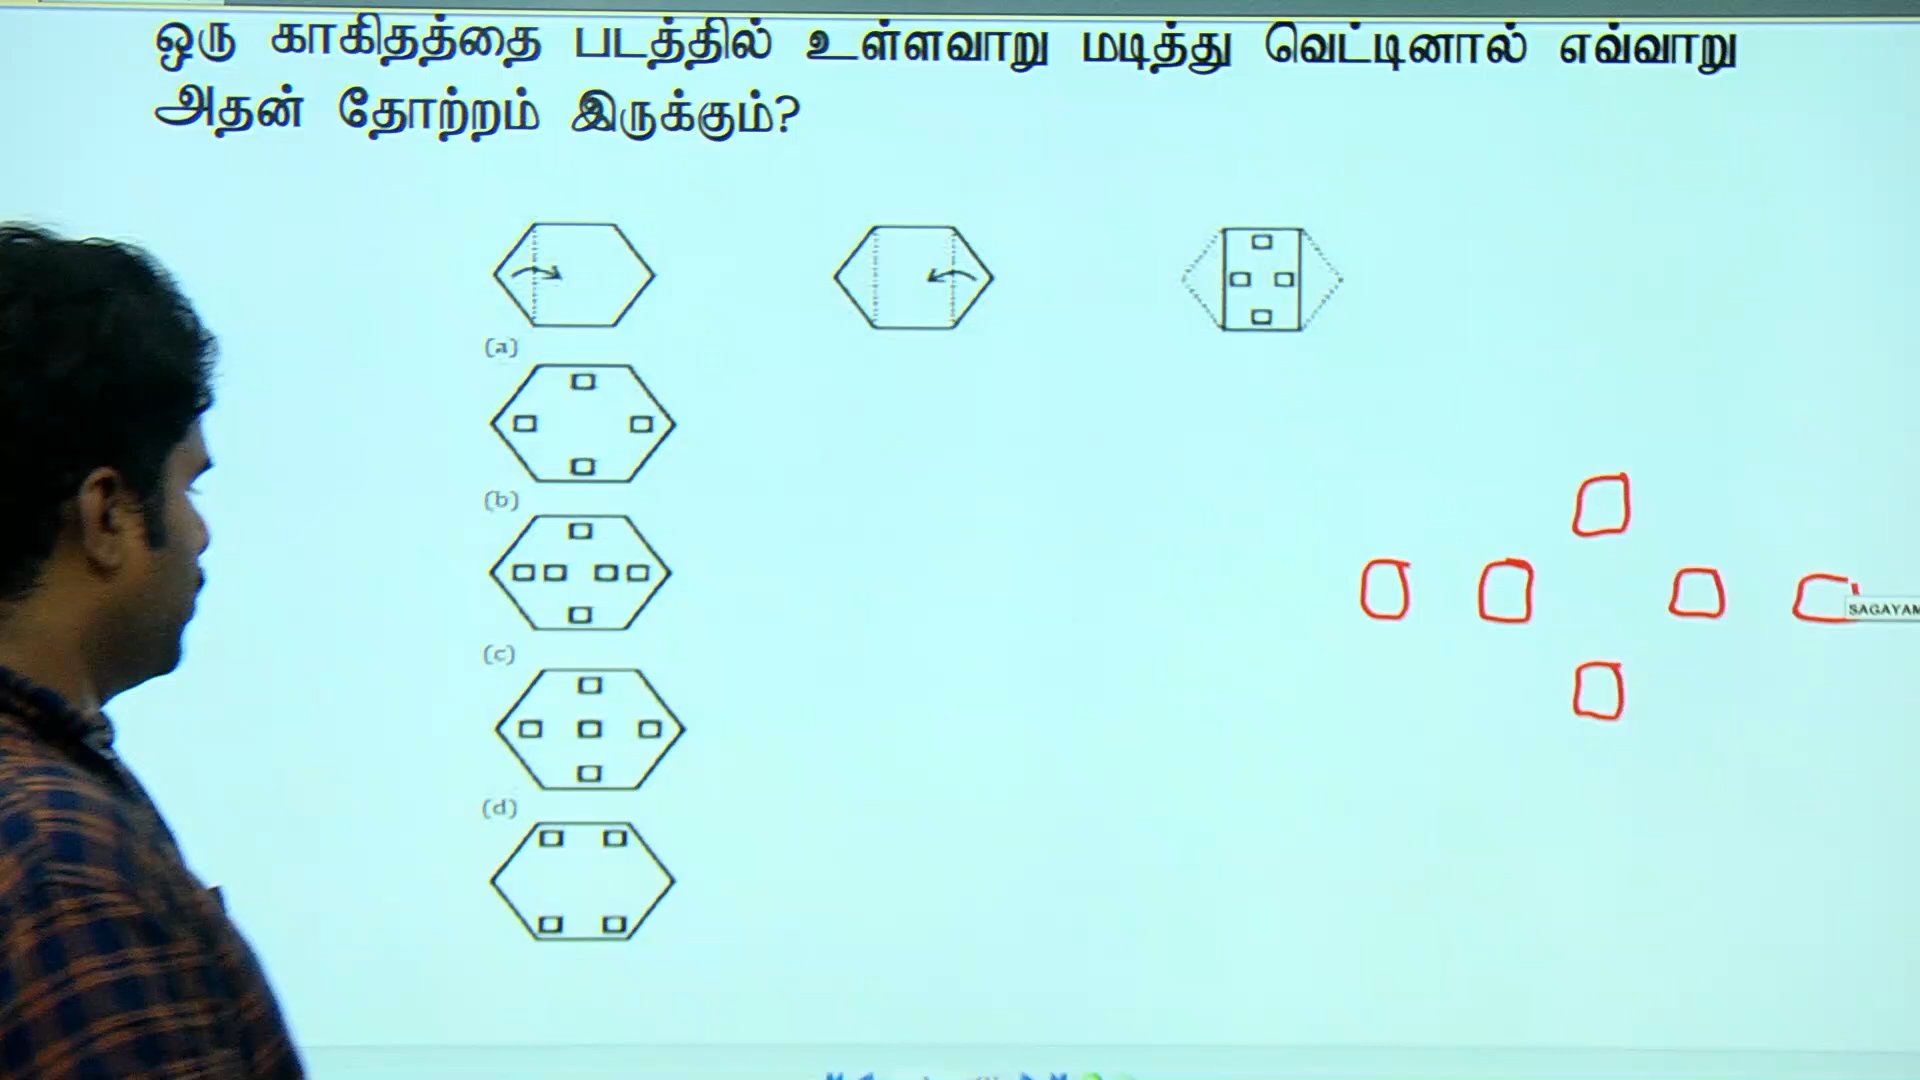 ஒரு காகிதத்தை படத்தில் உள்ளவாறு மடித்து வெட்டினால் எவ்வாறு
அதன் தோற்றம் இருக்கும்?
(a)
(b)
(c)
(d)
SAGAYAM